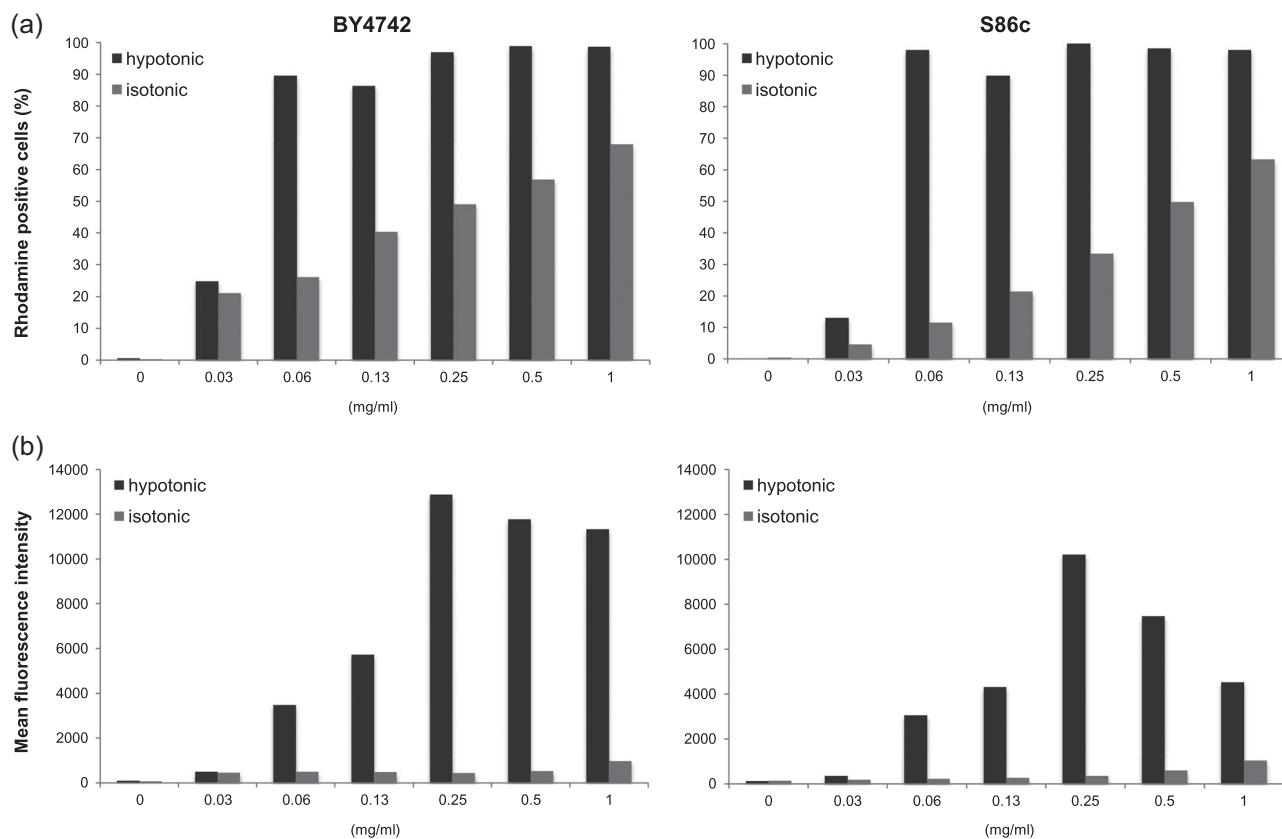 (a)
BY4742
S86c
Rhodamine positive cells (%)
100
90
80
70
60
50
40
30
20
10
0
hypotonic
isotonic
0 0.03 0.06 0.13 0.25 0.5 1
(mg/ml)
100
90
80
70
60
50
40
30
20
10
0
hypotonic
isotonic
0 0.03 0.06 0.13 0.25 0.5 1
(mg/ml)
(b)
Mean fluorescence intensity
14000
12000
10000
8000
6000
4000
2000
0
hypotonic
isotonic
0 0.03 0.06 0.13 0.25 0.5 1
(mg/ml)
14000
12000
10000
8000
6000
4000
2000
0
hypotonic
isotonic
0 0.03 0.06 0.13 0.25 0.5 1
(mg/ml)